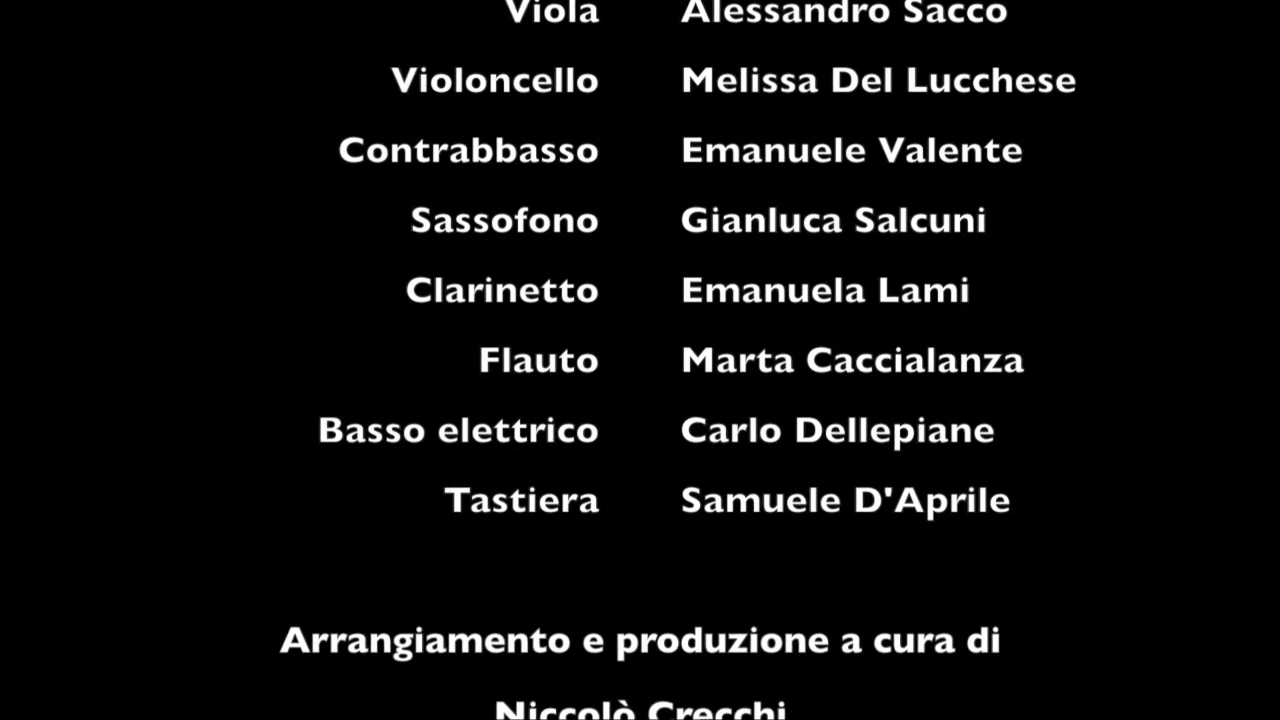 Viola Alessandro Sacco
Violoncello Melissa Del Lucchese
Contrabbasso Emanuele Valente
Sassofono Gianluca Salcuni
Clarinetto Emanuela Lami
Flauto Marta Caccialanza
Basso elettrico Carlo Dellepiane
Tastiera Samuele D'Aprile
Arrangiamento e produzione a cura di
Niccolò Crecchi